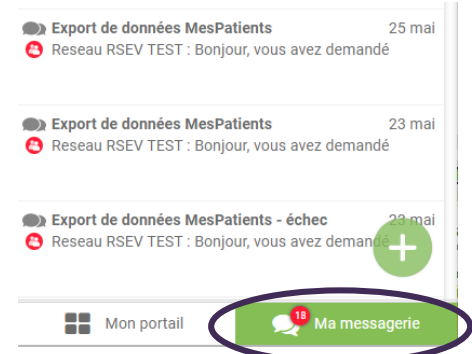 Export de données MesPatients 25 mai
Reseau RSEV TEST : Bonjour, vous avez demandé
Export de données MesPatients 23 mai
Reseau RSEV TEST : Bonjour, vous avez demandé
Export de données MesPatients - échec 23 mai
Reseau RSEV TEST : Bonjour, vous avez demandé
Mon portail 18 Ma messagerie